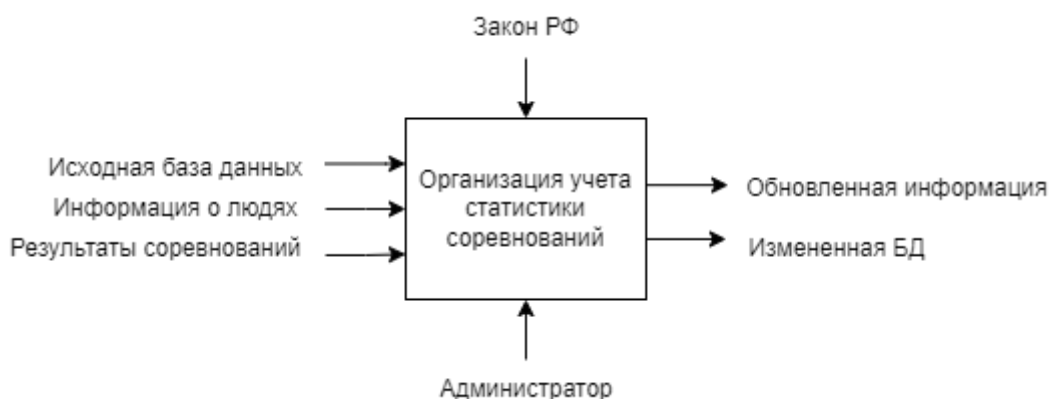 Закон РФ
Исходная база данных
Информация о людях
Результаты соревнований
Организация учета
статистики
соревнований
Обновленная информация
Измененная БД
Администратор